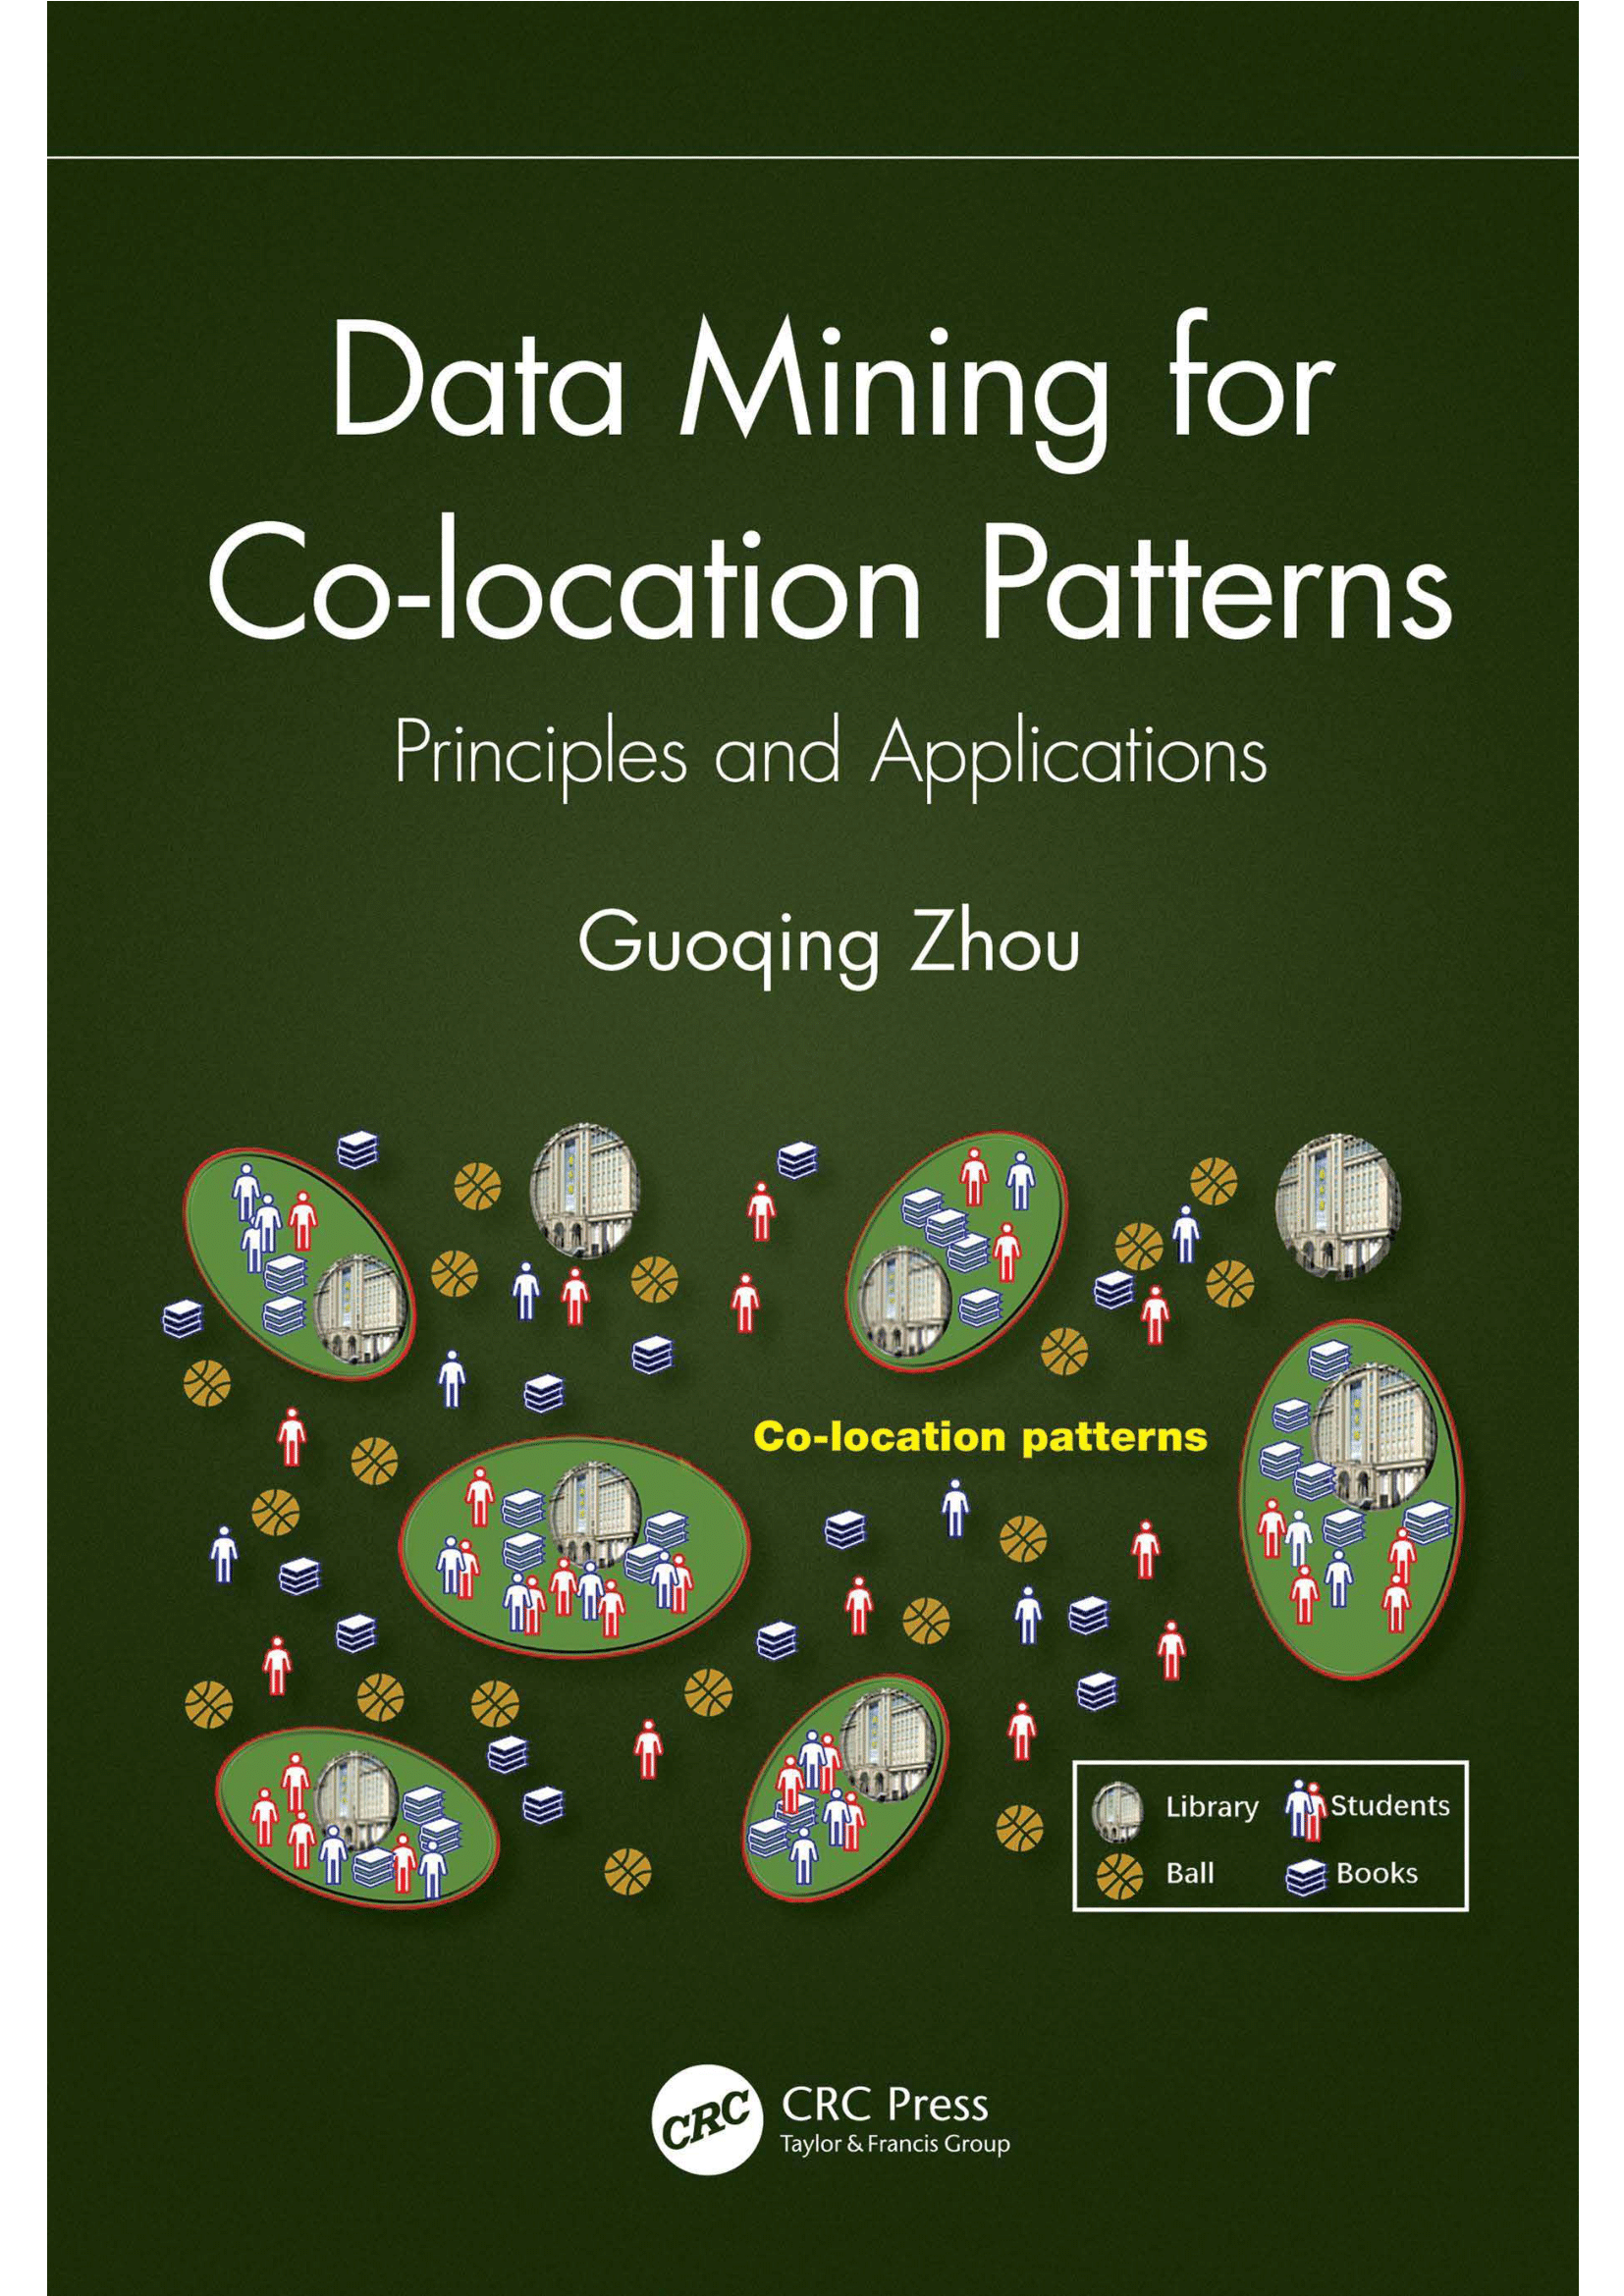 Data Mining for
Co-location Patterns
Principles and Applications
Guoqing Zhou
Co-location patterns
Library
Students
Ball
Books
CRC
CRC Press
Taylor & Francis Group